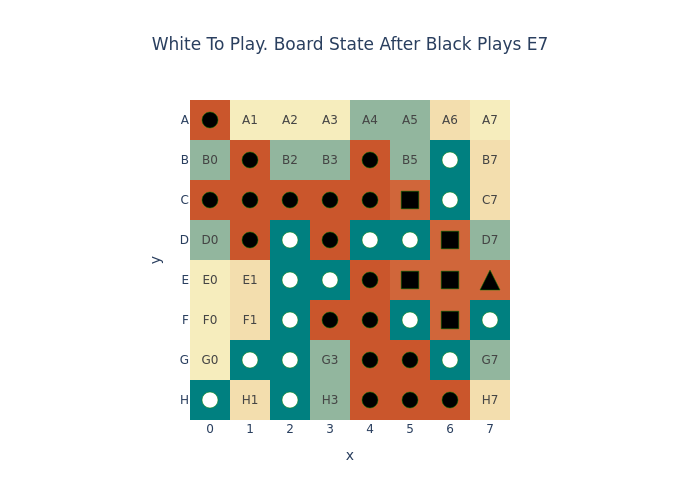 White To Play. Board State After Black Plays E7
A A1 A2 A3 A4 A5 A6 A7
B B0 B2 B3 B5 B7
C C7
D D0 D7
E E0 E1
F F0 F1
G G0 G3 G7
H H1 H3 H7
0 1 2 3 4 5 6 7
x
y